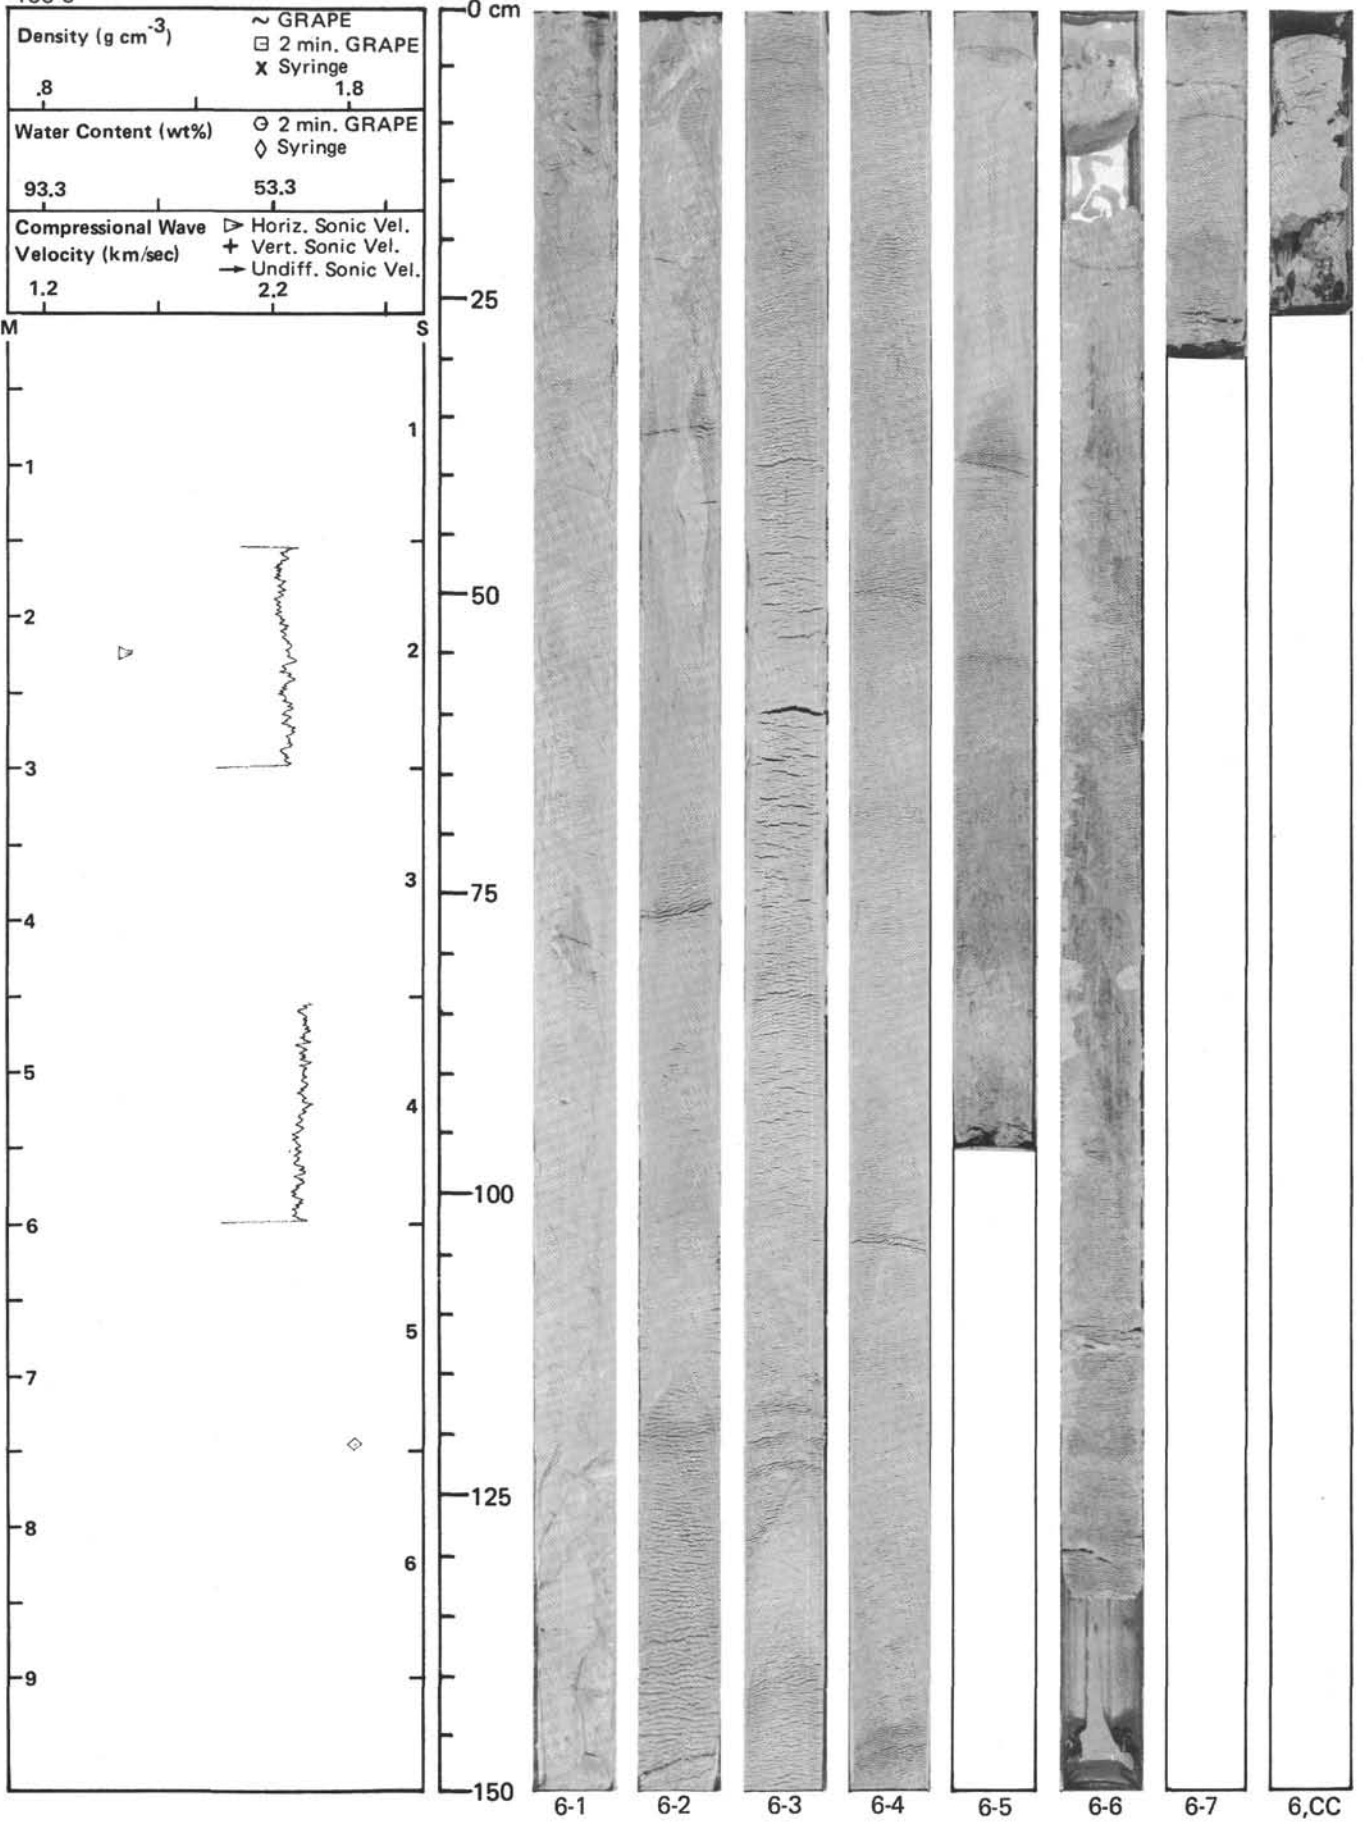 Density (g cm-3)
~ GRAPE
⊡ 2 min. GRAPE
x Syringe
.8 1.8
Water Content (wt%)
⊙ 2 min. GRAPE
◇ Syringe
93.3 53.3
Compressional Wave
Velocity (km/sec)
▷ Horiz. Sonic Vel.
+ Vert. Sonic Vel.
→ Undiff. Sonic Vel.
1.2 2.2
M S
1
2
3
4
5
6
7
8
9
1
2
3
4
5
6
0 cm
25
50
75
100
125
150
6-1 6-2 6-3 6-4 6-5 6-6 6-7 6,CC